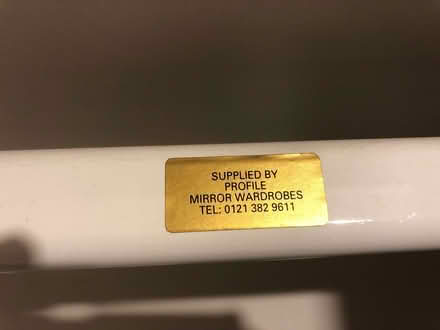 SUPPLIED BY
PROFILE
MIRROR WARDROBES
TEL: 0121 382 9611